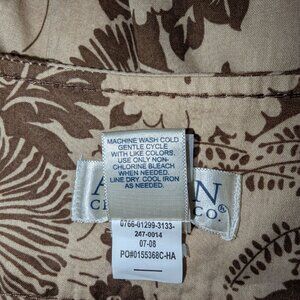 MACHINE WASH COLD
GENTLE CYCLE
WITH LIKE COLORS.
USE ONLY NON-
CHLORINE BLEACH
WHEN NEEDED.
LINE DRY. COOL IRON
AS NEEDED.
0766-01299-3133-
247-0014
07-08
PO#0155368C-HA